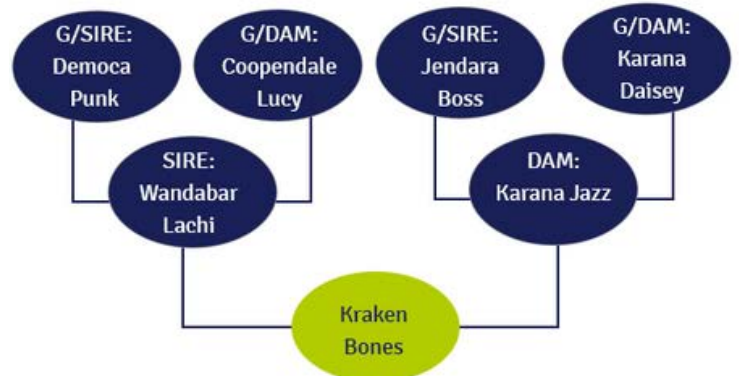 G/SIRE:
Democa
Punk
G/DAM:
Coopendale
Lucy
G/SIRE:
Jendara
Boss
G/DAM:
Karana
Daisey
SIRE:
Wandabar
Lachi
DAM:
Karana Jazz
Kraken
Bones